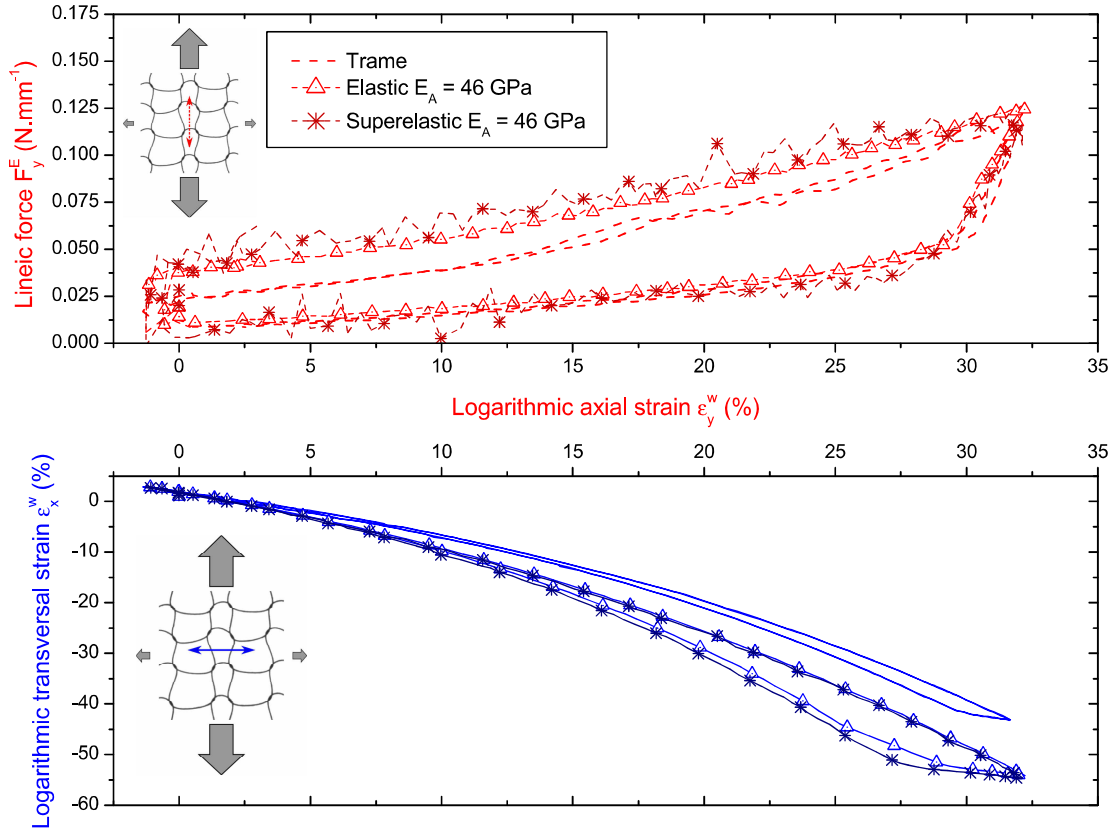 0.175
0.150
0.125
0.100
0.075
0.050
0.025
0.000
Lineic force F_y^E (N.mm^-1)
Trame
Elastic E_A = 46 GPa
Superelastic E_A = 46 GPa
0 5 10 15 20 25 30 35
Logarithmic axial strain ε_y^w (%)
0 5 10 15 20 25 30 35
Logarithmic transversal strain ε_x^w (%)
0
-10
-20
-30
-40
-50
-60